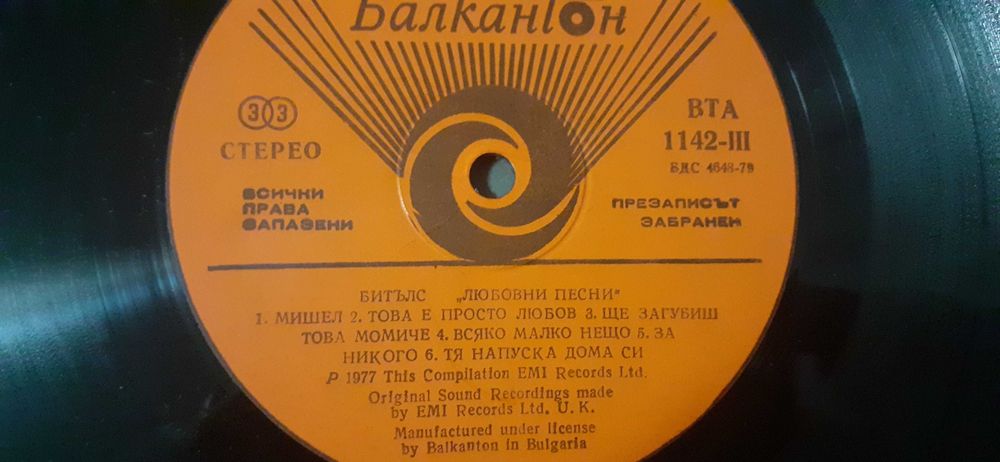 Балкантон
33
СТЕРЕО
ВСИЧКИ
ПРАВА
ЗАПАЗЕНИ
ВТА
1142-III
БДС 4648-79
ПРЕЗАПИСЪТ
ЗАБРАНЕН
БИТЪЛС „ЛЮБОВНИ ПЕСНИ"
1. МИШЕЛ 2. ТОВА Е ПРОСТО ЛЮБОВ 3. ЩЕ ЗАГУБИШ
ТОВА МОМИЧЕ 4. ВСЯКО МАЛКО НЕЩО 5. ЗА
НИКОГО 6. ТЯ НАПУСКА ДОМА СИ
P 1977 This Compilation EMI Records Ltd.
Original Sound Recordings made
by EMI Records Ltd. U. K.
Manufactured under license
by Balkanton in Bulgaria